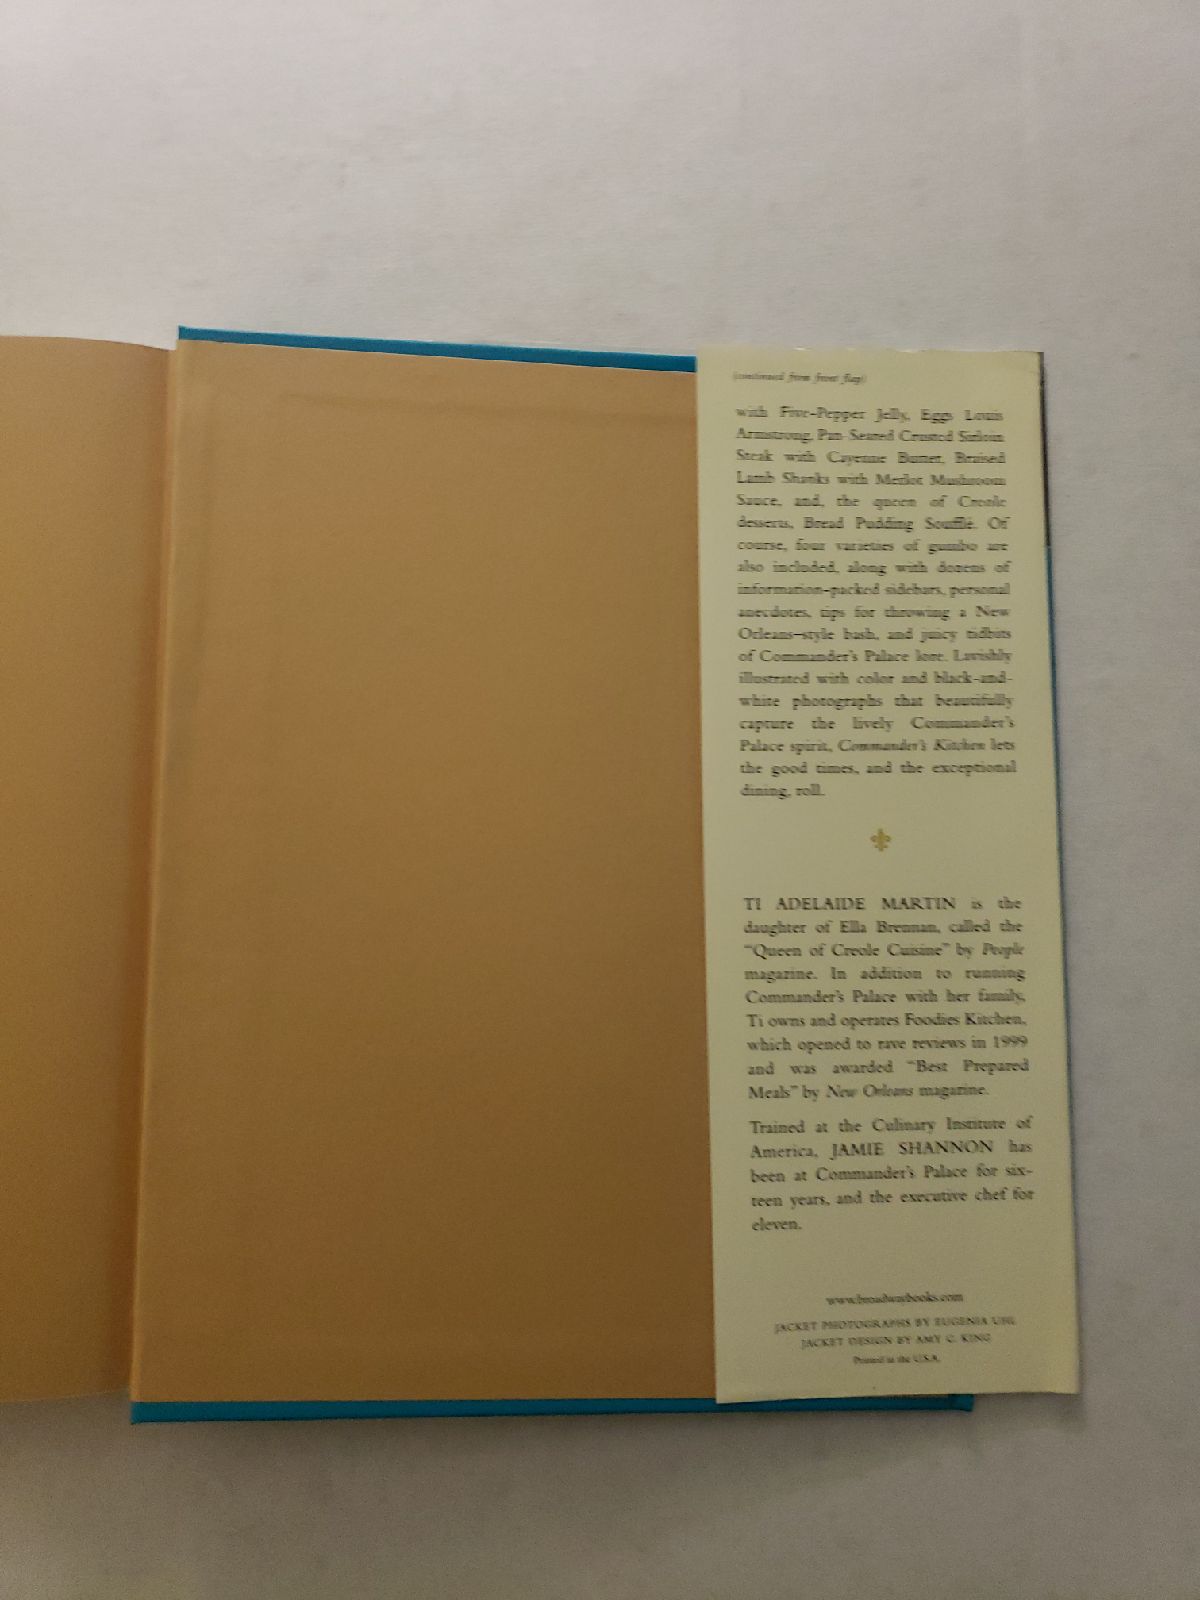 (continued from front flap)
with Five-Pepper Jelly, Eggs Louis
Armstrong, Pan-Seared Crusted Sirloin
Steak with Cayenne Butter, Braised
Lamb Shanks with Merlot Mushroom
Sauce, and, the queen of Creole
desserts, Bread Pudding Soufflé. Of
course, four varieties of gumbo are
also included, along with dozens of
information-packed sidebars, personal
anecdotes, tips for throwing a New
Orleans–style bash, and juicy tidbits
of Commander's Palace lore. Lavishly
illustrated with color and black-and-
white photographs that beautifully
capture the lively Commander's
Palace spirit, Commander's Kitchen lets
the good times, and the exceptional
dining, roll.
TI ADELAIDE MARTIN is the
daughter of Ella Brennan, called the
“Queen of Creole Cuisine” by People
magazine. In addition to running
Commander's Palace with her family,
Ti owns and operates Foodies Kitchen,
which opened to rave reviews in 1999
and was awarded “Best Prepared
Meals” by New Orleans magazine.
Trained at the Culinary Institute of
America, JAMIE SHANNON has
been at Commander's Palace for six-
teen years, and the executive chef for
eleven.
www.broadwaybooks.com
JACKET PHOTOGRAPHS BY EUGENIA UHL
JACKET DESIGN BY AMY C. KING
Printed in the U.S.A.